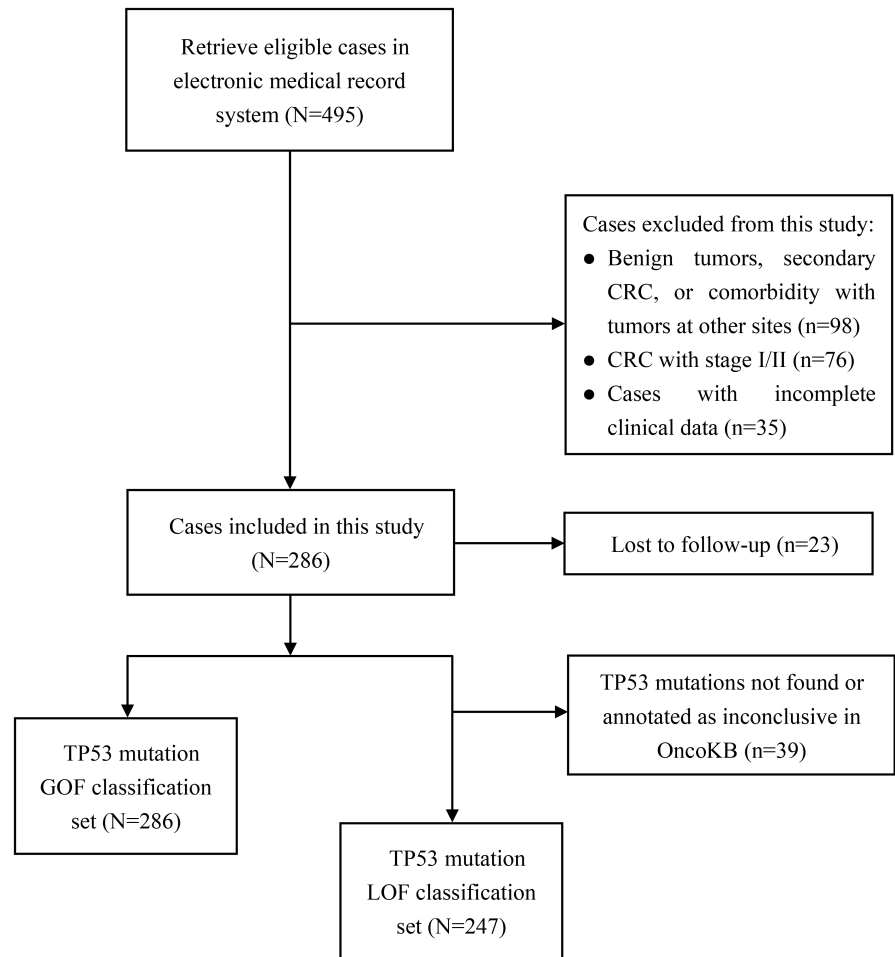 Retrieve eligible cases in
electronic medical record
system (N=495)
Cases excluded from this study:
● Benign tumors, secondary
CRC, or comorbidity with
tumors at other sites (n=98)
● CRC with stage I/II (n=76)
● Cases with incomplete
clinical data (n=35)
Cases included in this study
(N=286)
Lost to follow-up (n=23)
TP53 mutations not found or
annotated as inconclusive in
OncoKB (n=39)
TP53 mutation
GOF classification
set (N=286)
TP53 mutation
LOF classification
set (N=247)